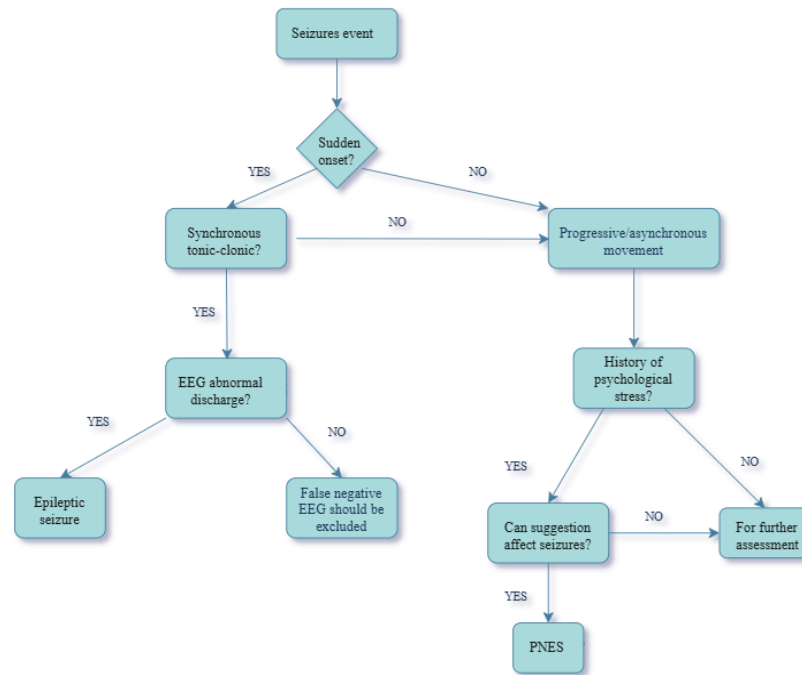 Seizures event
Sudden
onset?
YES
NO
Synchronous
tonic-clonic?
NO
Progressive/asynchronous
movement
YES
EEG abnormal
discharge?
History of
psychological
stress?
YES
NO
YES
NO
Epileptic
seizure
False negative
EEG should be
excluded
Can suggestion
affect seizures?
NO
For further
assessment
YES
PNES